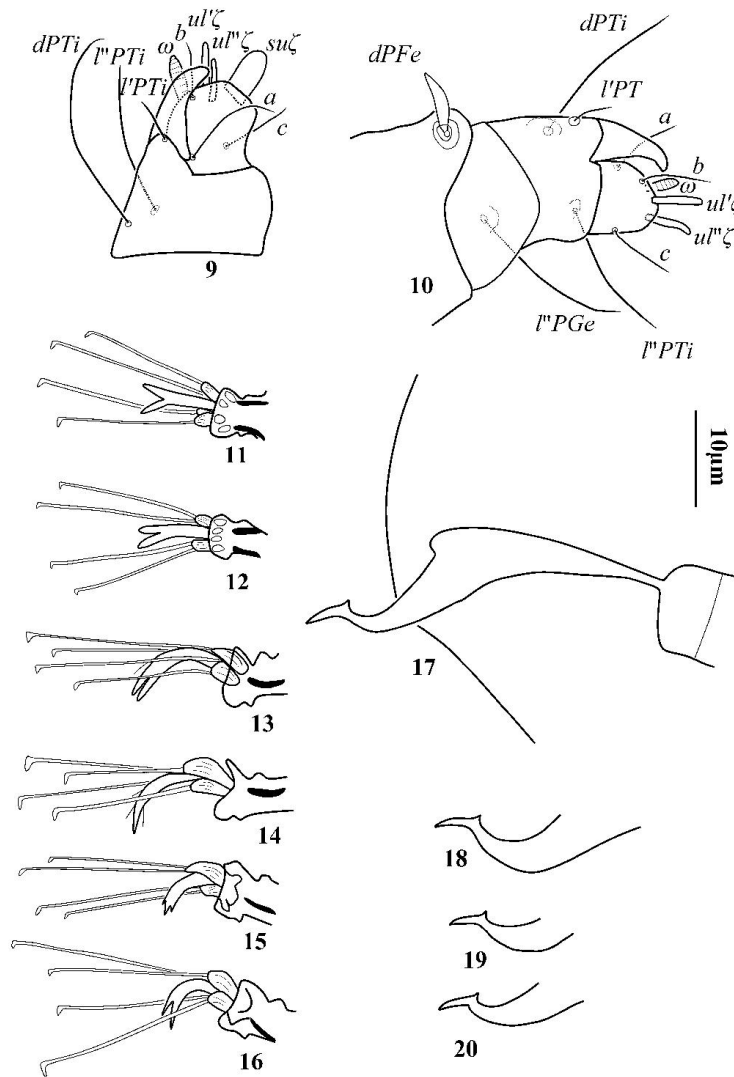 dPTi
l"PTi
l'PTi
ω
b
ul'ζ
ul"ζ
suζ
a
c
9
dPFe
dPTi
l'PT
a
b
ω
ul'ζ
ul"ζ
c
10
l"PGe
l"PTi
11
12
13
14
15
16
10μm
17
18
19
20